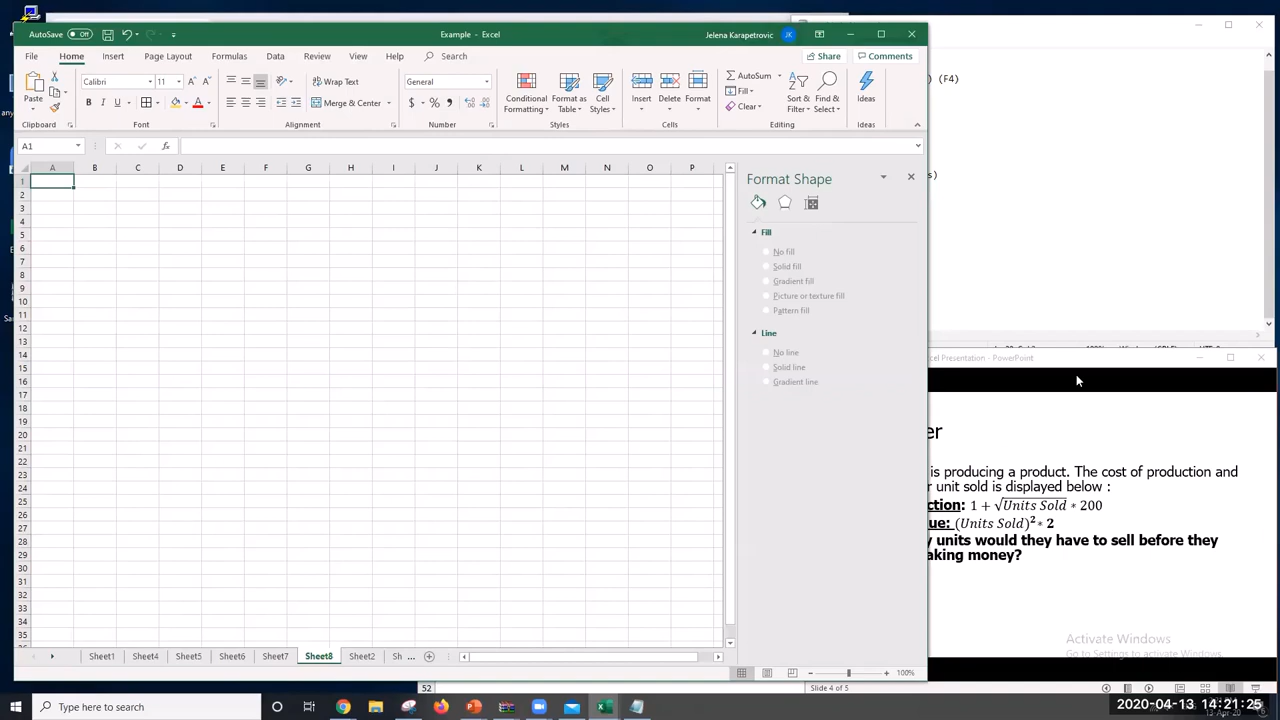 AutoSave Off
Example - Excel
Jelena Karapetrovic JK
File Home Insert Page Layout Formulas Data Review View Help Search Share Comments
Calibri 11 Wrap Text General AutoSum
Paste Merge & Center Conditional Formatting Format as Table Cell Styles Insert Delete Format Fill Clear Sort & Filter Find & Select Ideas
Clipboard Font Alignment Number Styles Cells Editing Ideas
A1 fx
A B C D E F G H I J K L M N O P
1
2
3
4
5
6
7
8
9
10
11
12
13
14
15
16
17
18
19
20
21
22
23
24
25
26
27
28
29
30
31
32
33
34
35
Format Shape
Fill
No fill
Solid fill
Gradient fill
Picture or texture fill
Pattern fill
Line
No line
Solid line
Gradient line
Sheet1 Sheet4 Sheet5 Sheet6 Sheet7 Sheet8 Sheet2 Sh ...
100%
) (F4)
s)
xcel Presentation - PowerPoint
er
is producing a product. The cost of production and
r unit sold is displayed below :
ction: 1 + √Units Sold * 200
ue: (Units Sold)² * 2
y units would they have to sell before they
aking money?
Activate Windows
Go to Settings to activate Windows.
52
Slide 4 of 5
Type here to search
2020-04-13 14:21:25
13-Apr-20